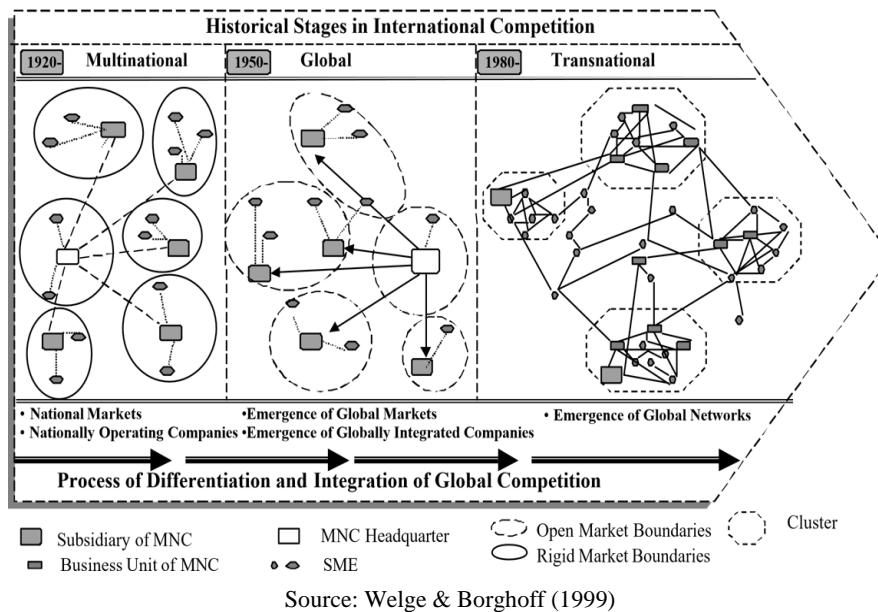 Historical Stages in International Competition
1920- Multinational
1950- Global
1980- Transnational
• National Markets
• Nationally Operating Companies
•Emergence of Global Markets
•Emergence of Globally Integrated Companies
• Emergence of Global Networks
Process of Differentiation and Integration of Global Competition
Subsidiary of MNC
Business Unit of MNC
MNC Headquarter
SME
Open Market Boundaries
Rigid Market Boundaries
Cluster
Source: Welge & Borghoff (1999)